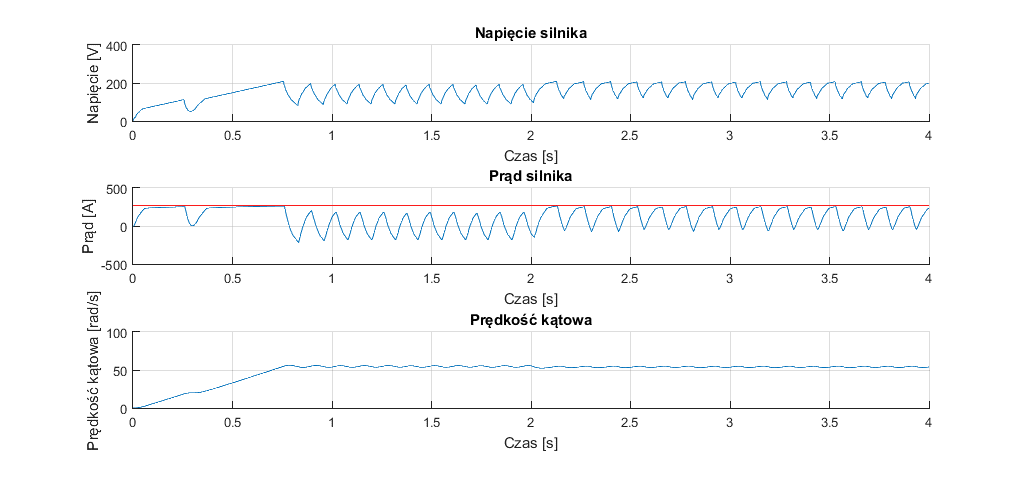 Napięcie silnika
Napięcie [V]
400
200
0
0 0.5 1 1.5 2 2.5 3 3.5 4
Czas [s]
Prąd silnika
Prąd [A]
500
0
-500
0 0.5 1 1.5 2 2.5 3 3.5 4
Czas [s]
Prędkość kątowa
Prędkość kątowa [rad/s]
100
50
0
0 0.5 1 1.5 2 2.5 3 3.5 4
Czas [s]